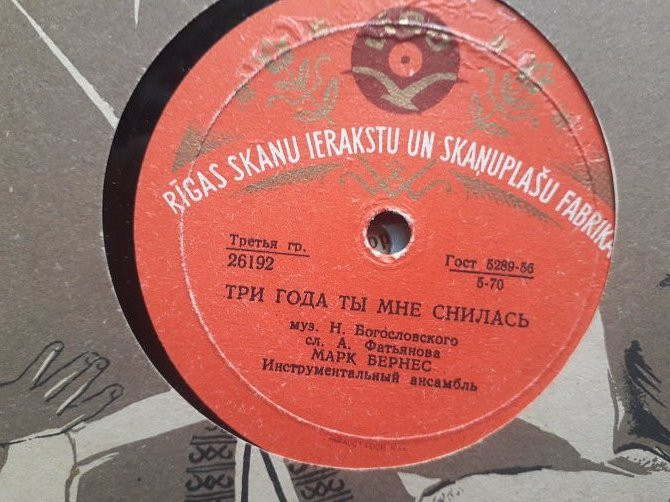 RĪGAS SKAŅU IERAKSTU UN SKAŅUPLAŠU FABRIKA
Третья гр.
26192
Гост 5289-56
5-70
ТРИ ГОДА ТЫ МНЕ СНИЛАСЬ
муз. Н. Богословского
сл. А. Фатьянова
МАРК БЕРНЕС
Инструментальный ансамбль